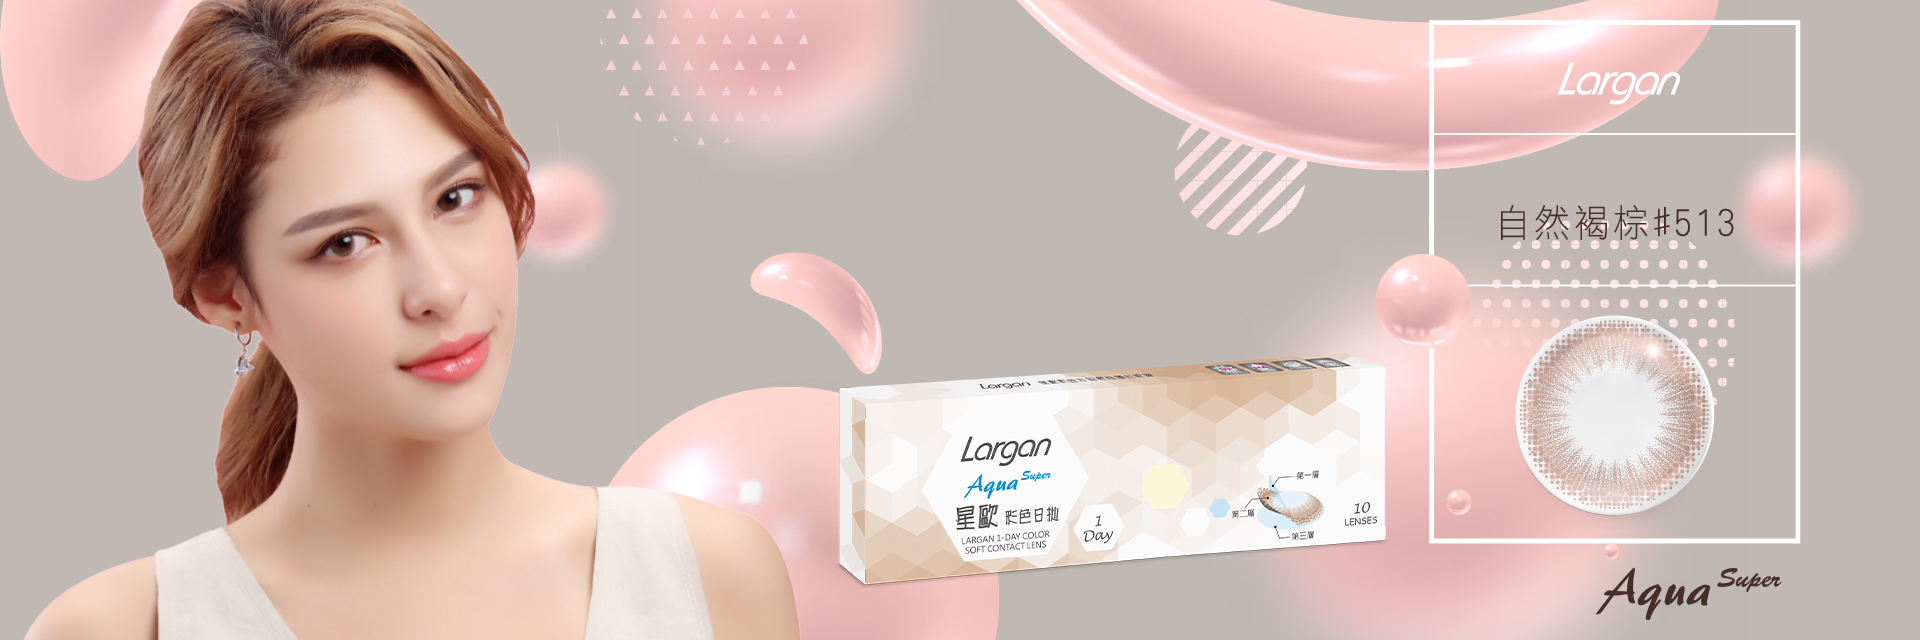 Largan
自然褐棕#513
Largan
Largan
Aqua Super
星歐 彩色日拋
LARGAN 1-DAY COLOR
SOFT CONTACT LENS
1
Day
第一層
第二層
第三層
10
LENSES
Aqua Super